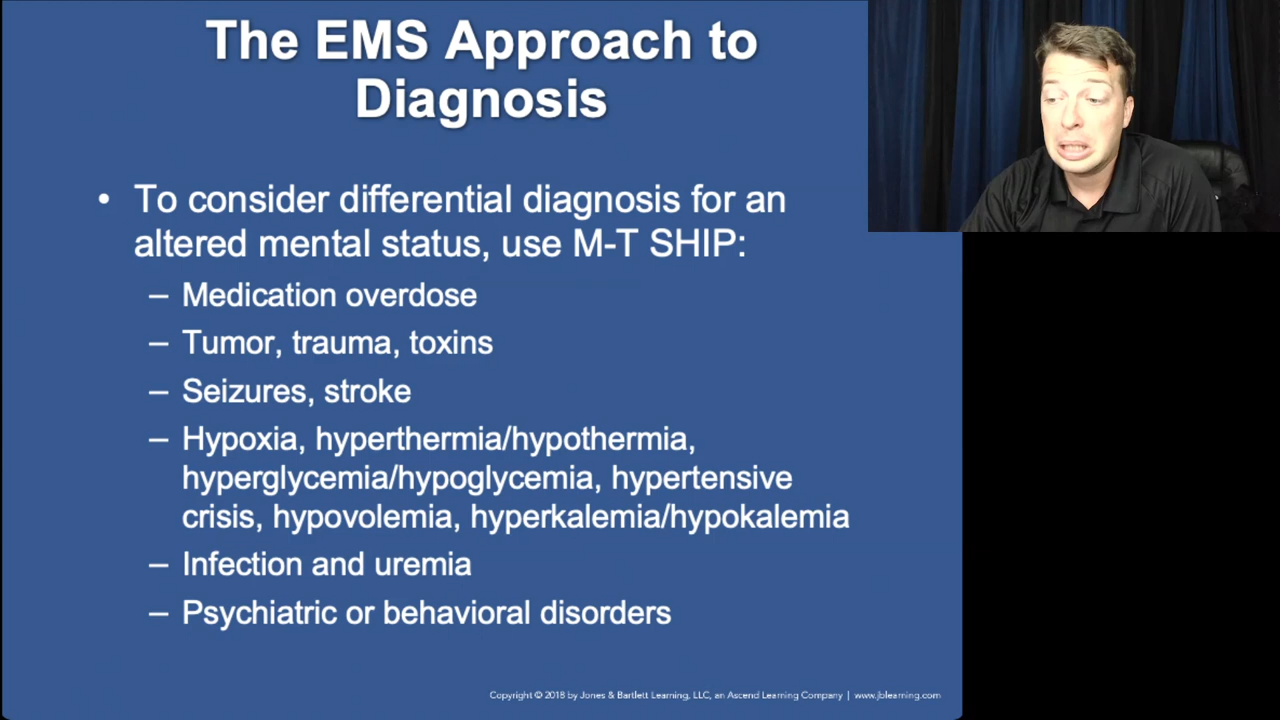 The EMS Approach to
Diagnosis
• To consider differential diagnosis for an
altered mental status, use M-T SHIP:
– Medication overdose
– Tumor, trauma, toxins
– Seizures, stroke
– Hypoxia, hyperthermia/hypothermia,
hyperglycemia/hypoglycemia, hypertensive
crisis, hypovolemia, hyperkalemia/hypokalemia
– Infection and uremia
– Psychiatric or behavioral disorders
Copyright © 2018 by Jones & Bartlett Learning, LLC, an Ascend Learning Company | www.jblearning.com